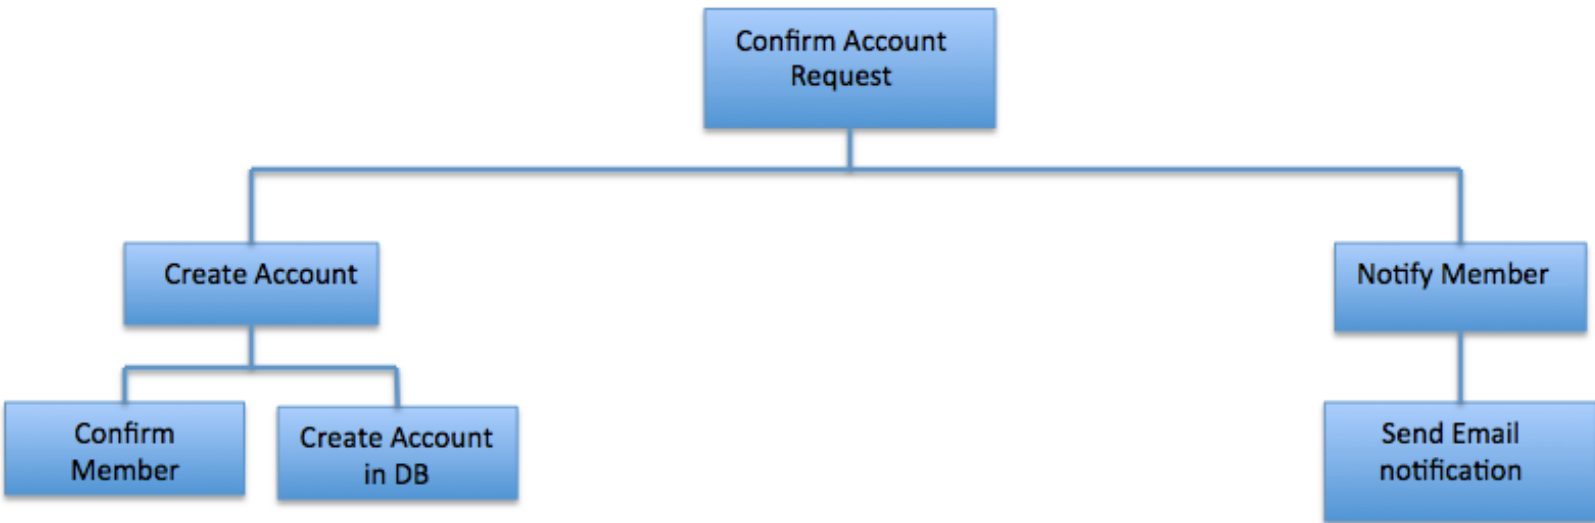 Confirm Account
Request
Create Account
Notify Member
Confirm
Member
Create Account
in DB
Send Email
notification